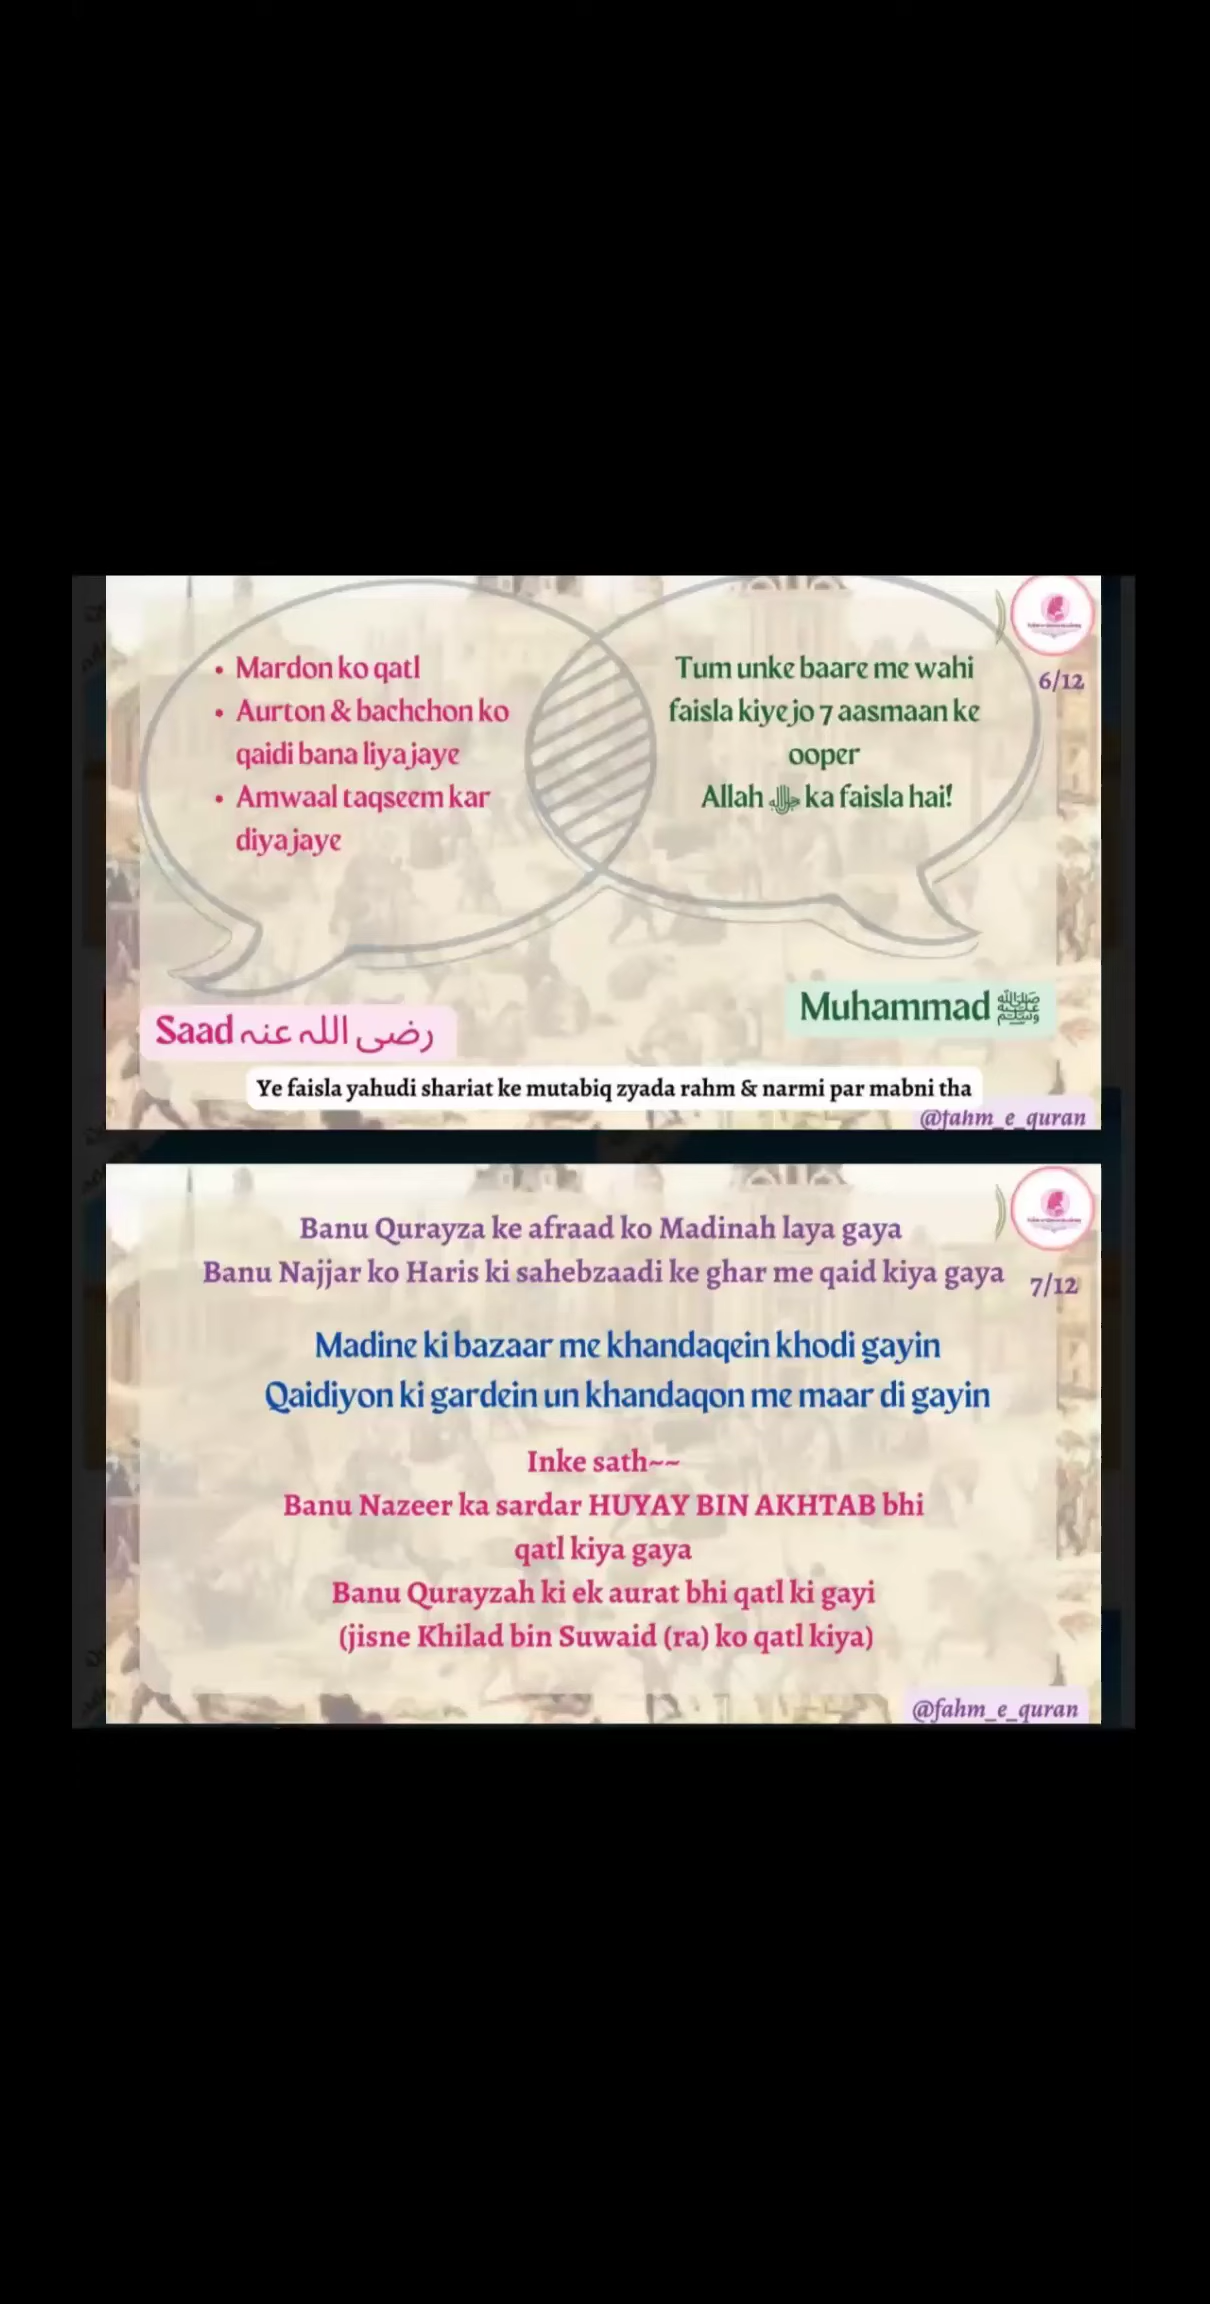 • Mardon ko qatl
• Aurton & bachchon ko
qaidi bana liya jaye
• Amwaal taqseem kar
diya jaye
Tum unke baare me wahi
faisla kiye jo 7 aasmaan ke
ooper
Allah ﷻ ka faisla hai!
6/12
Saad رضی اللہ عنہ
Muhammad ﷺ
Ye faisla yahudi shariat ke mutabiq zyada rahm & narmi par mabni tha
@fahm_e_quran
Banu Qurayza ke afraad ko Madinah laya gaya
Banu Najjar ko Haris ki sahebzaadi ke ghar me qaid kiya gaya
7/12
Madine ki bazaar me khandaqein khodi gayin
Qaidiyon ki gardein un khandaqon me maar di gayin
Inke sath~~
Banu Nazeer ka sardar HUYAY BIN AKHTAB bhi
qatl kiya gaya
Banu Qurayzah ki ek aurat bhi qatl ki gayi
(jisne Khilad bin Suwaid (ra) ko qatl kiya)
@fahm_e_quran